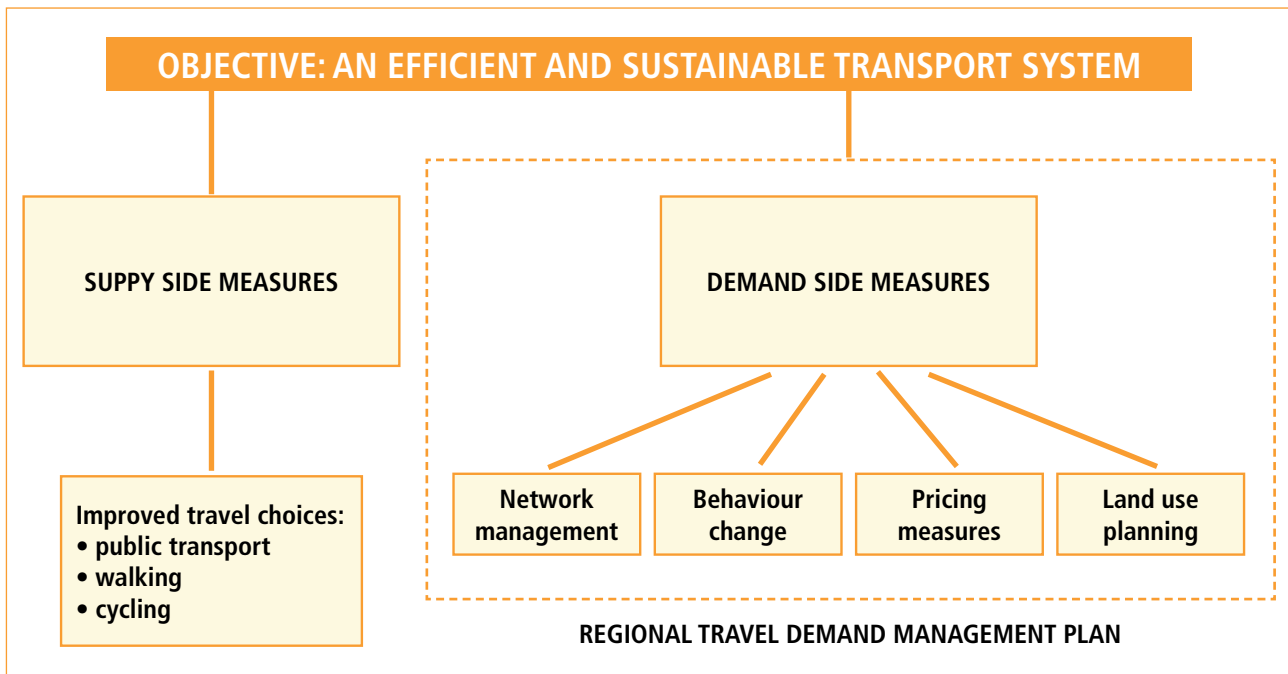 OBJECTIVE: AN EFFICIENT AND SUSTAINABLE TRANSPORT SYSTEM
SUPPY SIDE MEASURES
DEMAND SIDE MEASURES
Improved travel choices:
• public transport
• walking
• cycling
Network
management
Behaviour
change
Pricing
measures
Land use
planning
REGIONAL TRAVEL DEMAND MANAGEMENT PLAN